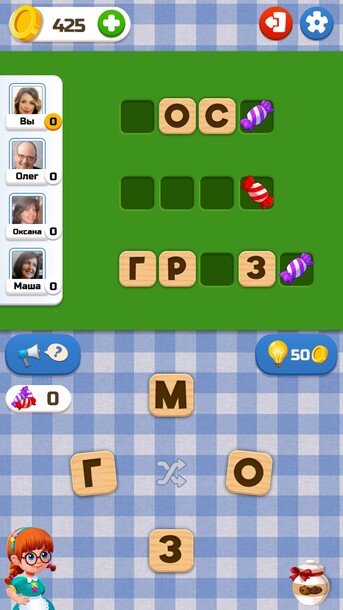 425
Вы 0
Олег 0
Оксана 0
Маша 0
О С
Г Р З
?
50
0
М
Г О
З